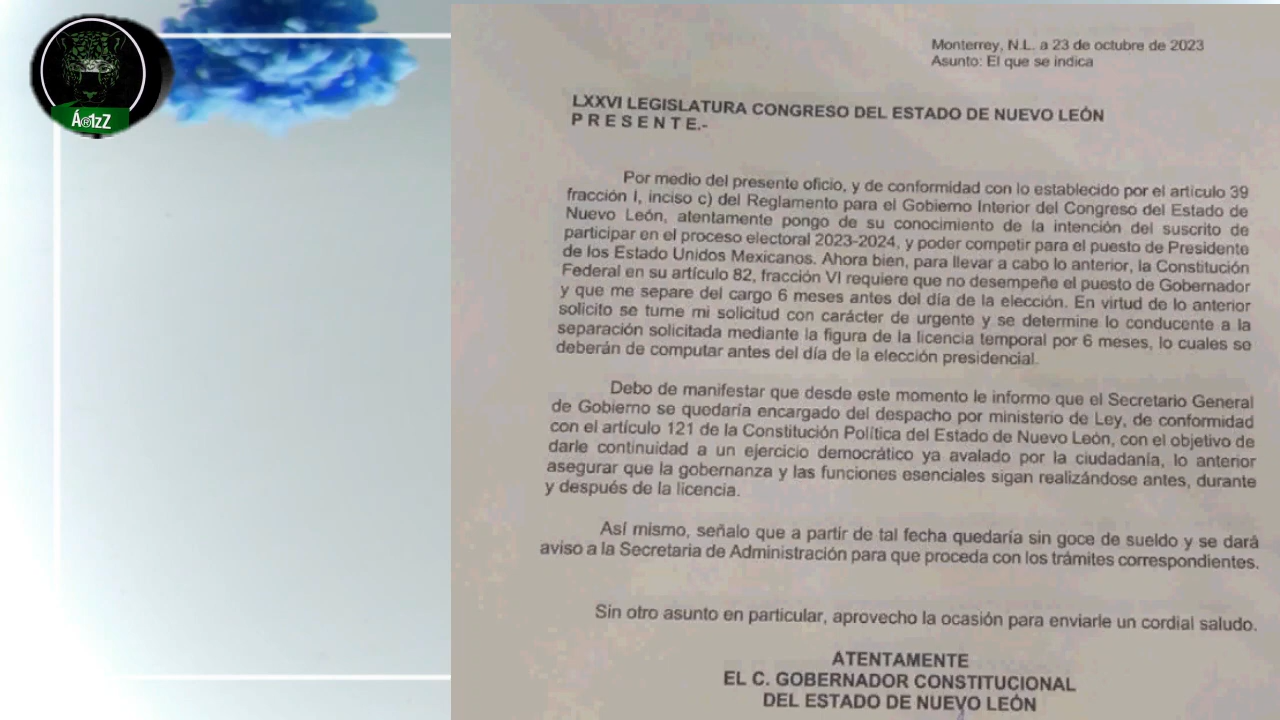 Á®1zZ
Monterrey, N.L. a 23 de octubre de 2023
Asunto: El que se indica
LXXVI LEGISLATURA CONGRESO DEL ESTADO DE NUEVO LEÓN
P R E S E N T E.-
Por medio del presente oficio, y de conformidad con lo establecido por el artículo 39
fracción I, inciso c) del Reglamento para el Gobierno Interior del Congreso del Estado de
Nuevo León, atentamente pongo de su conocimiento de la intención del suscrito de
participar en el proceso electoral 2023-2024, y poder competir para el puesto de Presidente
de los Estado Unidos Mexicanos. Ahora bien, para llevar a cabo lo anterior, la Constitución
Federal en su artículo 82, fracción VI requiere que no desempeñe el puesto de Gobernador
y que me separe del cargo 6 meses antes del día de la elección. En virtud de lo anterior
solicito se turne mi solicitud con carácter de urgente y se determine lo conducente a la
separación solicitada mediante la figura de la licencia temporal por 6 meses, lo cuales se
deberán de computar antes del día de la elección presidencial.
Debo de manifestar que desde este momento le informo que el Secretario General
de Gobierno se quedaría encargado del despacho por ministerio de Ley, de conformidad
con el artículo 121 de la Constitución Política del Estado de Nuevo León, con el objetivo de
darle continuidad a un ejercicio democrático ya avalado por la ciudadanía, lo anterior
asegurar que la gobernanza y las funciones esenciales sigan realizándose antes, durante
y después de la licencia.
Así mismo, señalo que a partir de tal fecha quedaría sin goce de sueldo y se dará
aviso a la Secretaria de Administración para que proceda con los trámites correspondientes.
Sin otro asunto en particular, aprovecho la ocasión para enviarle un cordial saludo.
ATENTAMENTE
EL C. GOBERNADOR CONSTITUCIONAL
DEL ESTADO DE NUEVO LEÓN